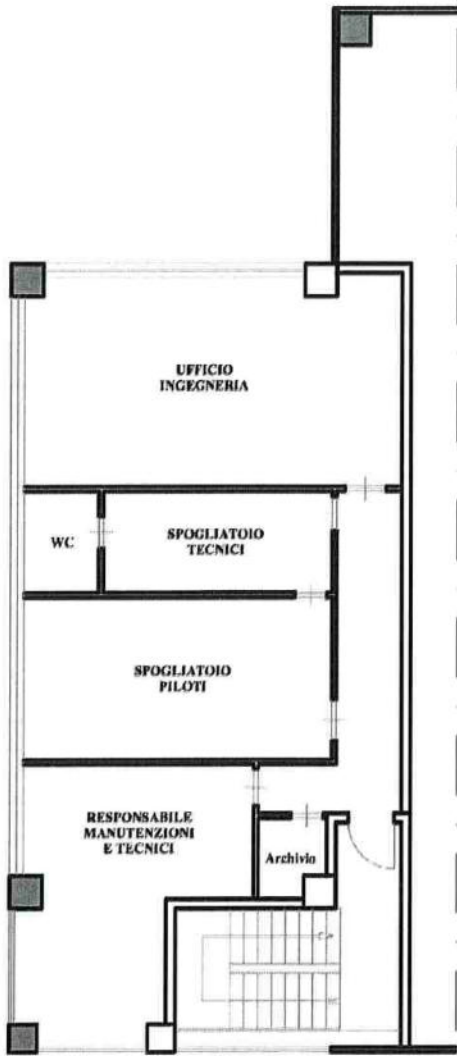 UFFICIO
INGEGNERIA
WC
SPOGLIATOIO
TECNICI
SPOGLIATOIO
PILOTI
RESPONSABILE
MANUTENZIONI
E TECNICI
Archivio